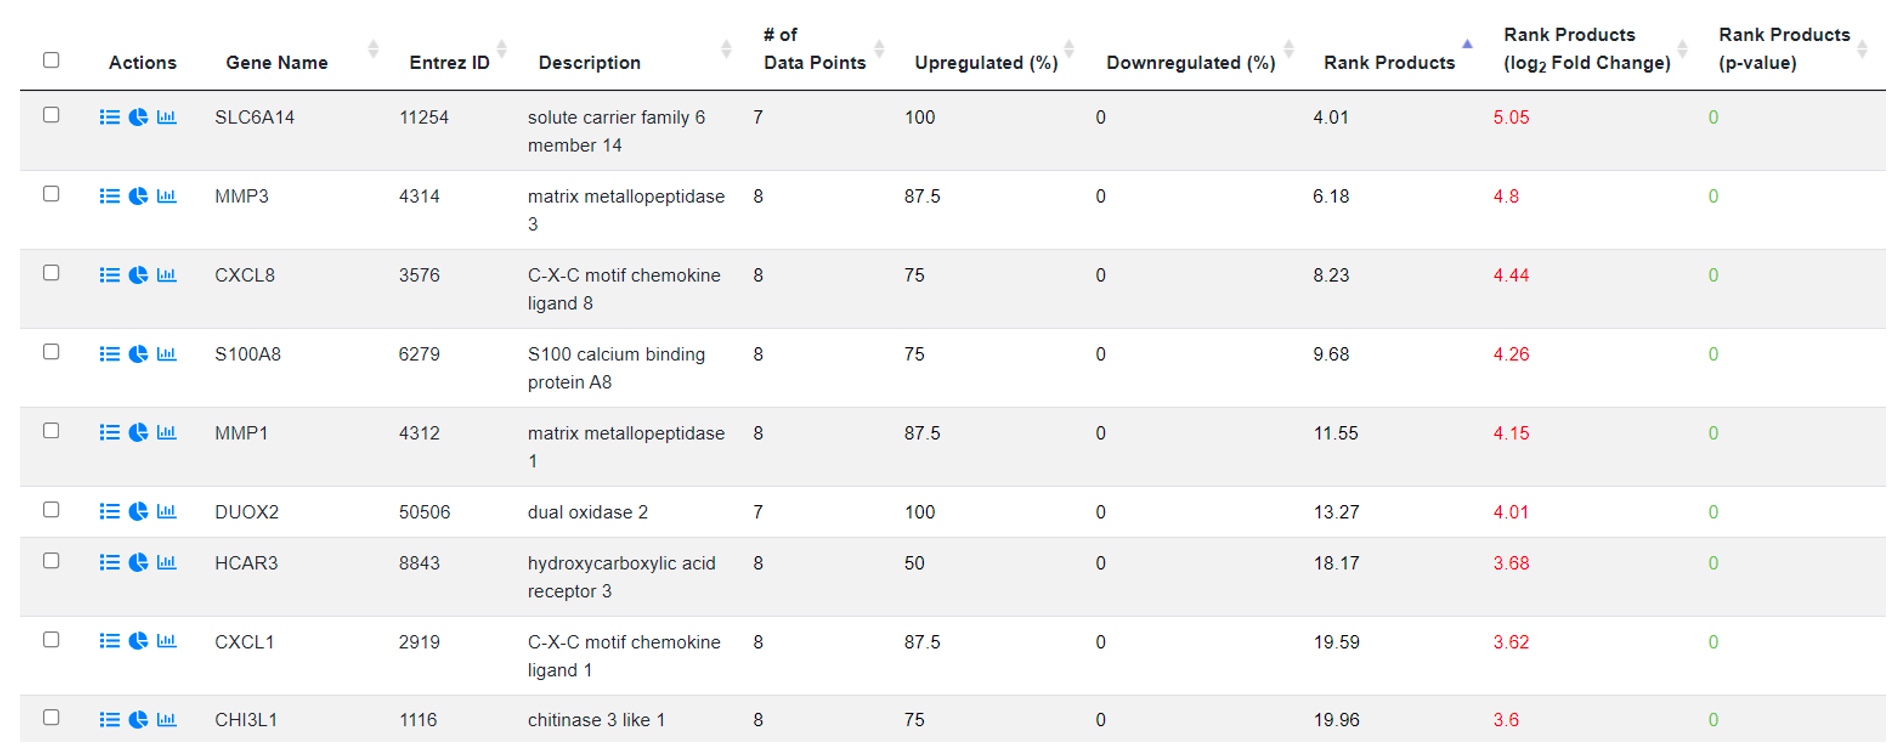 Actions Gene Name Entrez ID Description # of Data Points Upregulated (%) Downregulated (%) Rank Products Rank Products (log2 Fold Change) Rank Products (p-value)
SLC6A14 11254 solute carrier family 6 7 100 0 4.01 5.05 0
member 14
MMP3 4314 matrix metallopeptidase 8 87.5 0 6.18 4.8 0
3
CXCL8 3576 C-X-C motif chemokine 8 75 0 8.23 4.44 0
ligand 8
S100A8 6279 S100 calcium binding 8 75 0 9.68 4.26 0
protein A8
MMP1 4312 matrix metallopeptidase 8 87.5 0 11.55 4.15 0
1
DUOX2 50506 dual oxidase 2 7 100 0 13.27 4.01 0
HCAR3 8843 hydroxycarboxylic acid 8 50 0 18.17 3.68 0
receptor 3
CXCL1 2919 C-X-C motif chemokine 8 87.5 0 19.59 3.62 0
ligand 1
CHI3L1 1116 chitinase 3 like 1 8 75 0 19.96 3.6 0